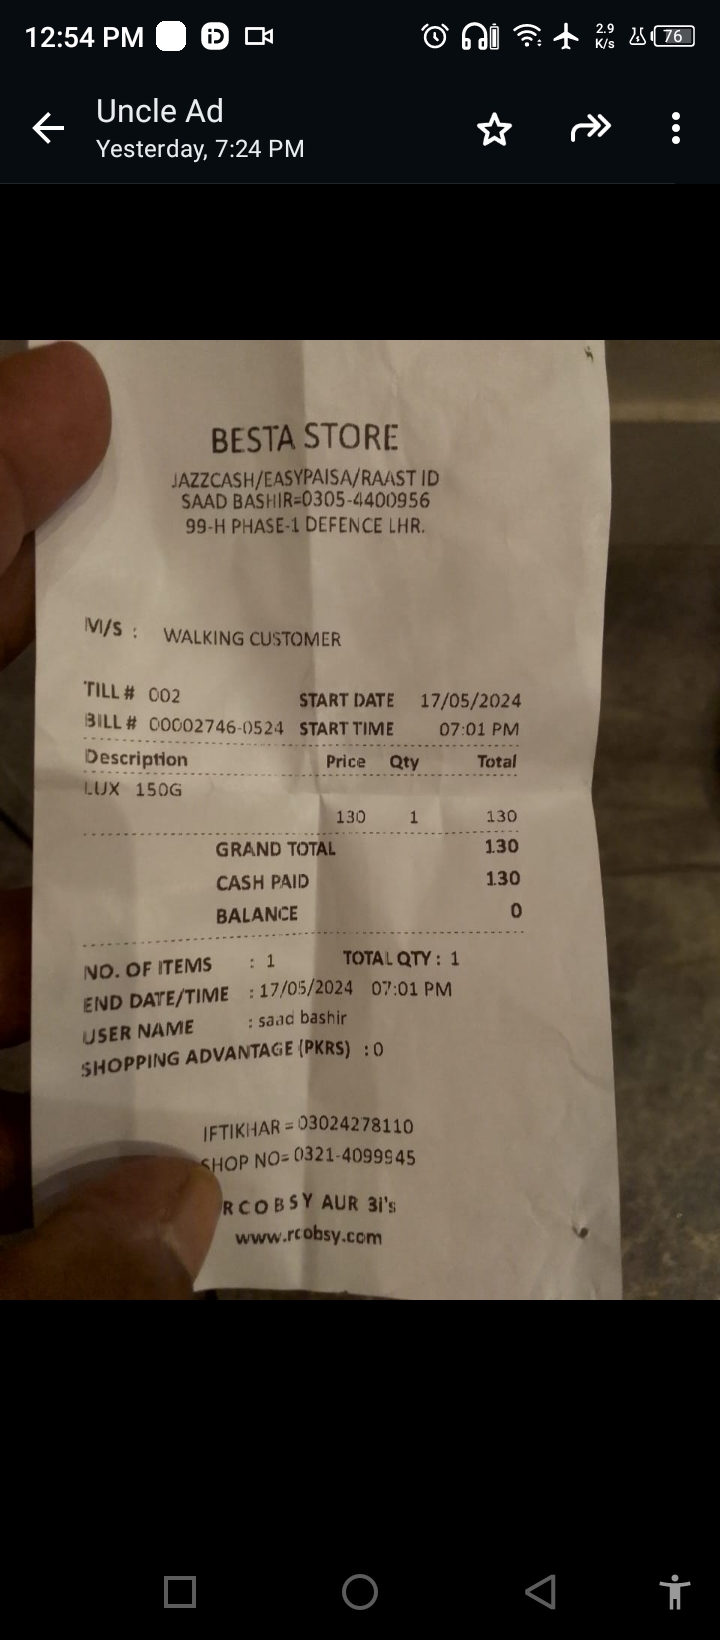 12:54 PM
2.9
K/s
76
Uncle Ad
Yesterday, 7:24 PM
BESTA STORE
JAZZCASH/EASYPAISA/RAAST ID
SAAD BASHIR=0305-4400956
99-H PHASE-1 DEFENCE LHR.
M/S : WALKING CUSTOMER
TILL # 002 START DATE 17/05/2024
BILL # 00002746-0524 START TIME 07:01 PM
Description Price Qty Total
LUX 150G
130 1 130
GRAND TOTAL 130
CASH PAID 130
BALANCE 0
NO. OF ITEMS : 1 TOTAL QTY : 1
END DATE/TIME : 17/05/2024 07:01 PM
USER NAME : saad bashir
SHOPPING ADVANTAGE (PKRS) : 0
IFTIKHAR = 03024278110
SHOP NO= 0321-4099945
RCOBSY AUR 3i's
www.rcobsy.com